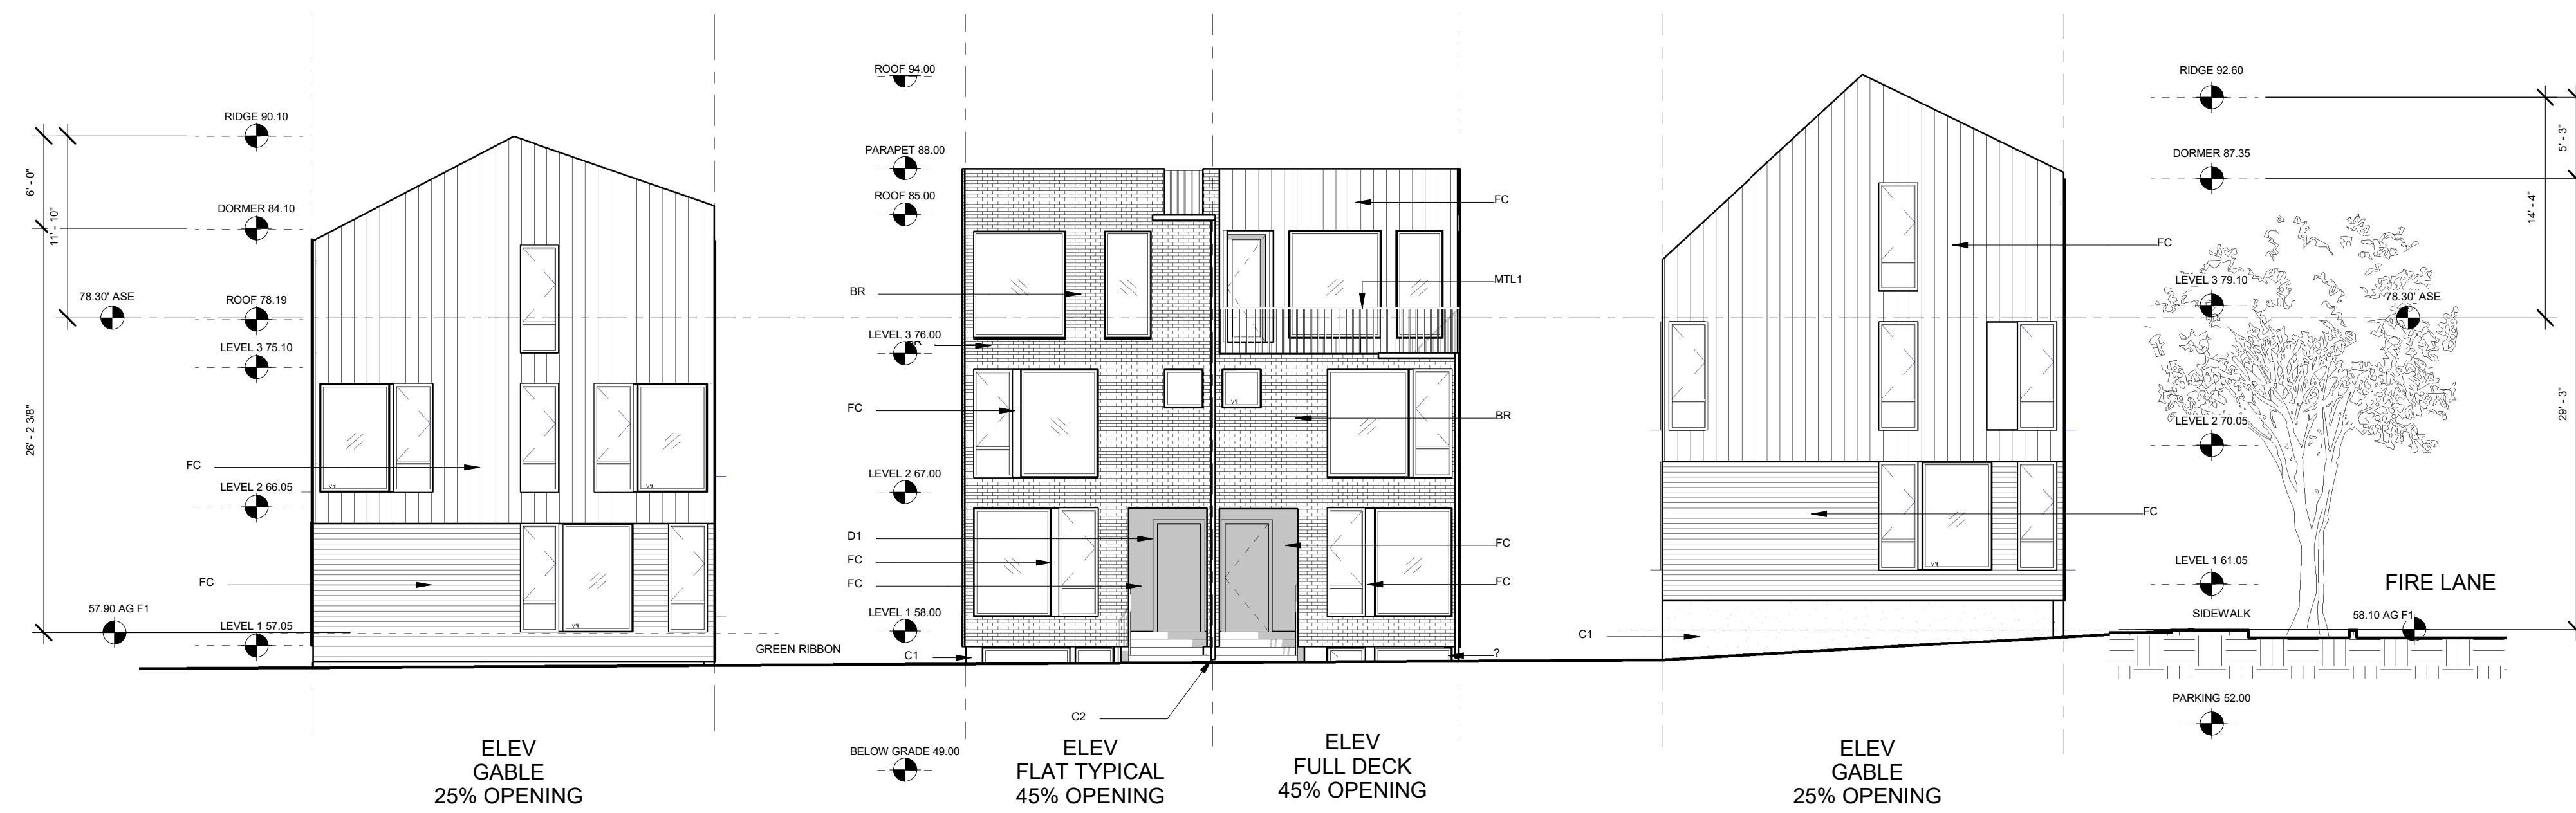 RIDGE 90.10
6' - 0"
11' - 10"
DORMER 84.10
78.30' ASE
ROOF 78.19
LEVEL 3 75.10
26' - 2 3/8"
FC
LEVEL 2 66.05
FC
57.90 AG F1
LEVEL 1 57.05
GREEN RIBBON
ELEV
GABLE
25% OPENING
ROOF 94.00
PARAPET 88.00
ROOF 85.00
BR
LEVEL 3 76.00
FC
LEVEL 2 67.00
D1
FC
FC
LEVEL 1 58.00
C1
C2
BELOW GRADE 49.00
ELEV
FLAT TYPICAL
45% OPENING
FC
MTL1
BR
FC
FC
?
ELEV
FULL DECK
45% OPENING
FC
FC
C1
ELEV
GABLE
25% OPENING
RIDGE 92.60
5' - 3"
DORMER 87.35
14' - 4"
LEVEL 3 79.10
78.30' ASE
29' - 3"
LEVEL 2 70.05
LEVEL 1 61.05
FIRE LANE
SIDEWALK
58.10 AG F1
PARKING 52.00